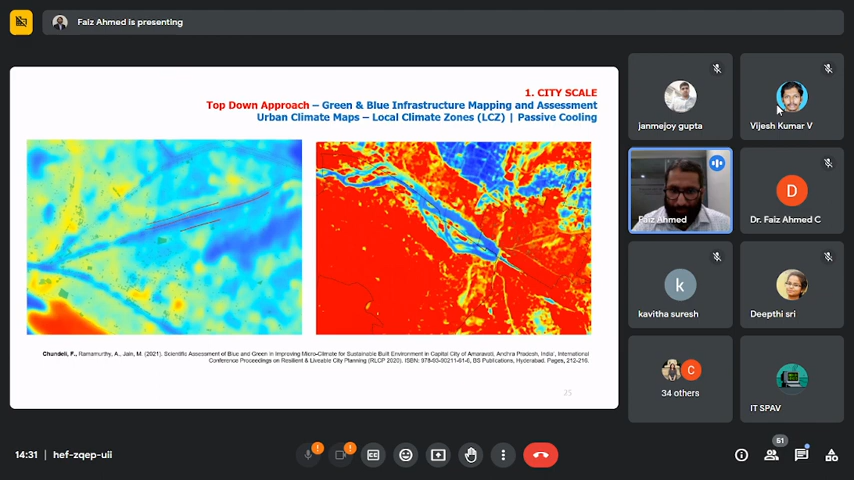 Faiz Ahmed is presenting
1. CITY SCALE
Top Down Approach – Green & Blue Infrastructure Mapping and Assessment
Urban Climate Maps – Local Climate Zones (LCZ) | Passive Cooling
Chundeli, F., Ramamurthy, A., Jain, M. (2021). Scientific Assessment of Blue and Green in Improving Micro-Climate for Sustainable Built Environment in Capital City of Amaravati, Andhra Pradesh, India', International
Conference Proceedings on Resilient & Liveable City Planning (RLCP 2020). ISBN: 978-93-90211-61-6, BS Publications, Hyderabad. Pages, 212-216.
25
janmejoy gupta
Vijesh Kumar V
Faiz Ahmed
D
Dr. Faiz Ahmed C
k
kavitha suresh
Deepthi sri
C
34 others
IT SPAV
14:31 | hef-zqep-uii
51